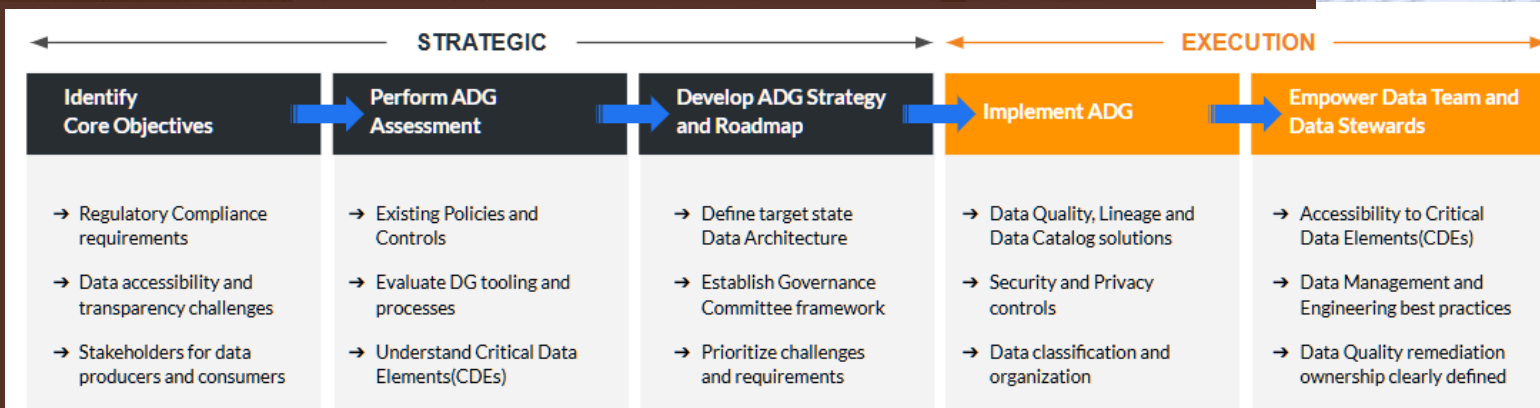 STRATEGIC
EXECUTION
Identify
Core Objectives
Perform ADG
Assessment
Develop ADG Strategy
and Roadmap
Implement ADG
Empower Data Team and
Data Stewards
→ Regulatory Compliance
requirements
→ Data accessibility and
transparency challenges
→ Stakeholders for data
producers and consumers
→ Existing Policies and
Controls
→ Evaluate DG tooling and
processes
→ Understand Critical Data
Elements(CDEs)
→ Define target state
Data Architecture
→ Establish Governance
Committee framework
→ Prioritize challenges
and requirements
→ Data Quality, Lineage and
Data Catalog solutions
→ Security and Privacy
controls
→ Data classification and
organization
→ Accessibility to Critical
Data Elements(CDEs)
→ Data Management and
Engineering best practices
→ Data Quality remediation
ownership clearly defined